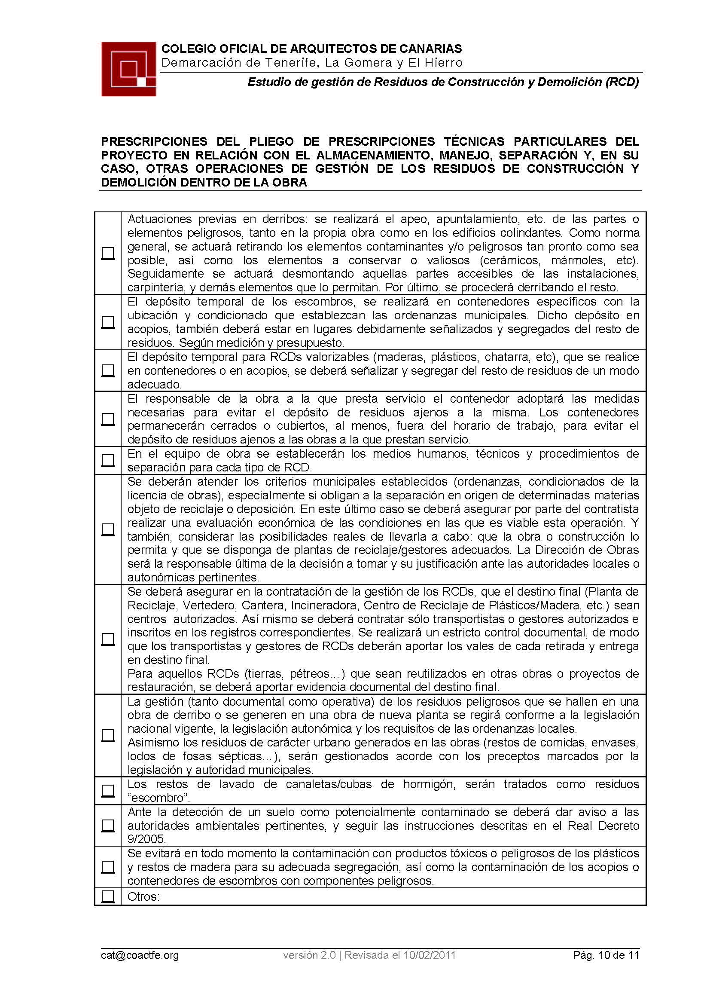 COLEGIO OFICIAL DE ARQUITECTOS DE CANARIAS
Demarcación de Tenerife, La Gomera y El Hierro
Estudio de gestión de Residuos de Construcción y Demolición (RCD)
PRESCRIPCIONES DEL PLIEGO DE PRESCRIPCIONES TÉCNICAS PARTICULARES DEL
PROYECTO EN RELACIÓN CON EL ALMACENAMIENTO, MANEJO, SEPARACIÓN Y, EN SU
CASO, OTRAS OPERACIONES DE GESTIÓN DE LOS RESIDUOS DE CONSTRUCCIÓN Y
DEMOLICIÓN DENTRO DE LA OBRA
Actuaciones previas en derribos: se realizará el apeo, apuntalamiento, etc. de las partes o
elementos peligrosos, tanto en la propia obra como en los edificios colindantes. Como norma
general, se actuará retirando los elementos contaminantes y/o peligrosos tan pronto como sea
posible, así como los elementos a conservar o valiosos (cerámicos, mármoles, etc).
Seguidamente se actuará desmontando aquellas partes accesibles de las instalaciones,
carpintería, y demás elementos que lo permitan. Por último, se procederá derribando el resto.
El depósito temporal de los escombros, se realizará en contenedores específicos con la
ubicación y condicionado que establezcan las ordenanzas municipales. Dicho depósito en
acopios, también deberá estar en lugares debidamente señalizados y segregados del resto de
residuos. Según medición y presupuesto.
El depósito temporal para RCDs valorizables (maderas, plásticos, chatarra, etc), que se realice
en contenedores o en acopios, se deberá señalizar y segregar del resto de residuos de un modo
adecuado.
El responsable de la obra a la que presta servicio el contenedor adoptará las medidas
necesarias para evitar el depósito de residuos ajenos a la misma. Los contenedores
permanecerán cerrados o cubiertos, al menos, fuera del horario de trabajo, para evitar el
depósito de residuos ajenos a las obras a la que prestan servicio.
En el equipo de obra se establecerán los medios humanos, técnicos y procedimientos de
separación para cada tipo de RCD.
Se deberán atender los criterios municipales establecidos (ordenanzas, condicionados de la
licencia de obras), especialmente si obligan a la separación en origen de determinadas materias
objeto de reciclaje o deposición. En este último caso se deberá asegurar por parte del contratista
realizar una evaluación económica de las condiciones en las que es viable esta operación. Y
también, considerar las posibilidades reales de llevarla a cabo: que la obra o construcción lo
permita y que se disponga de plantas de reciclaje/gestores adecuados. La Dirección de Obras
será la responsable última de la decisión a tomar y su justificación ante las autoridades locales o
autonómicas pertinentes.
Se deberá asegurar en la contratación de la gestión de los RCDs, que el destino final (Planta de
Reciclaje, Vertedero, Cantera, Incineradora, Centro de Reciclaje de Plásticos/Madera, etc.) sean
centros autorizados. Así mismo se deberá contratar sólo transportistas o gestores autorizados e
inscritos en los registros correspondientes. Se realizará un estricto control documental, de modo
que los transportistas y gestores de RCDs deberán aportar los vales de cada retirada y entrega
en destino final.
Para aquellos RCDs (tierras, pétreos…) que sean reutilizados en otras obras o proyectos de
restauración, se deberá aportar evidencia documental del destino final.
La gestión (tanto documental como operativa) de los residuos peligrosos que se hallen en una
obra de derribo o se generen en una obra de nueva planta se regirá conforme a la legislación
nacional vigente, la legislación autonómica y los requisitos de las ordenanzas locales.
Asimismo los residuos de carácter urbano generados en las obras (restos de comidas, envases,
lodos de fosas sépticas…), serán gestionados acorde con los preceptos marcados por la
legislación y autoridad municipales.
Los restos de lavado de canaletas/cubas de hormigón, serán tratados como residuos
“escombro”.
Ante la detección de un suelo como potencialmente contaminado se deberá dar aviso a las
autoridades ambientales pertinentes, y seguir las instrucciones descritas en el Real Decreto
9/2005.
Se evitará en todo momento la contaminación con productos tóxicos o peligrosos de los plásticos
y restos de madera para su adecuada segregación, así como la contaminación de los acopios o
contenedores de escombros con componentes peligrosos.
Otros:
cat@coactfe.org versión 2.0 | Revisada el 10/02/2011 Pág. 10 de 11